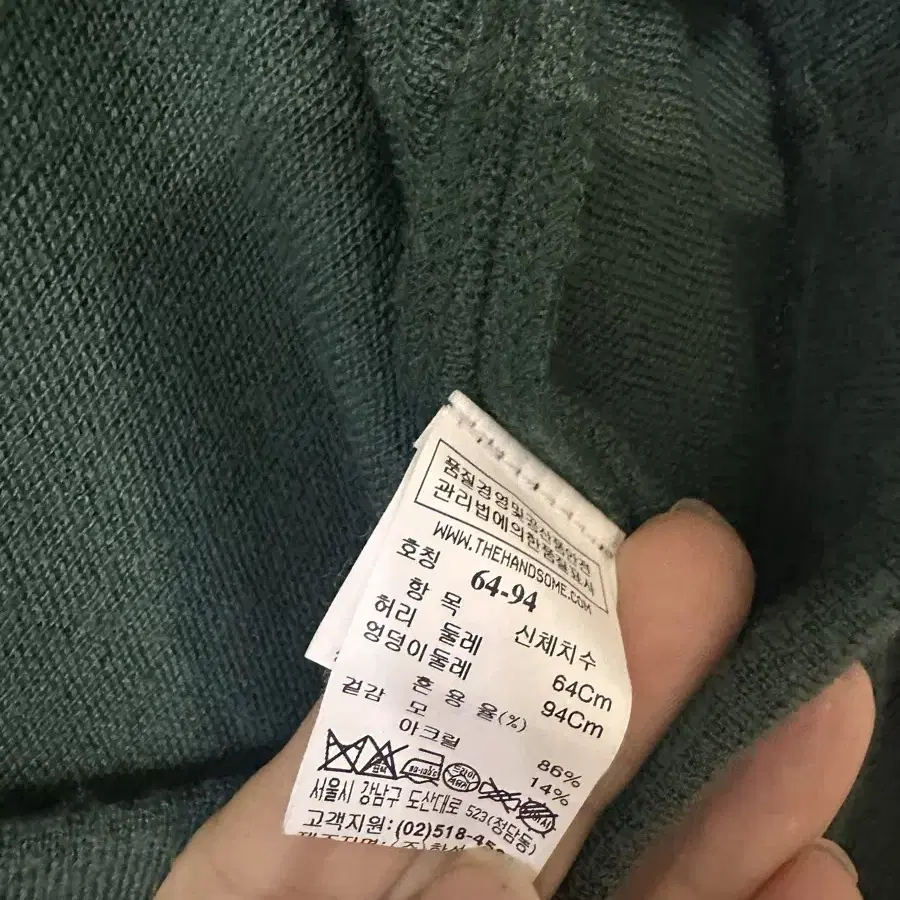 품질경영및공산품안전
관리법에의한품질표시
WWW.THEHANDSOME.COM
호칭 64-94
항 목 신체치수
허리 둘레 64Cm
엉덩이둘레 94Cm
혼 용 율(%)
겉감 모 86%
아크릴 14%
서울시 강남구 도산대로 523(청담동)
고객지원:(02)518-